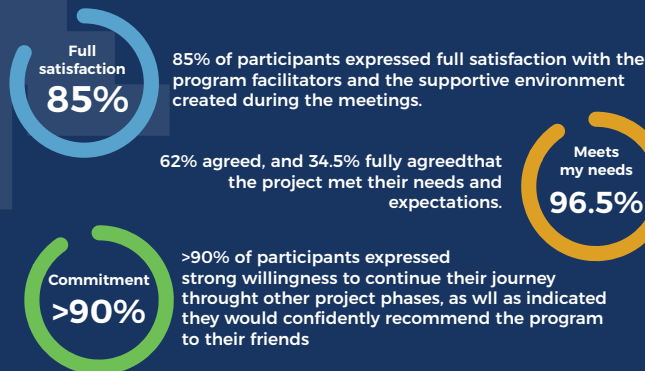 Full
satisfaction
85%
85% of participants expressed full satisfaction with the
program facilitators and the supportive environment
created during the meetings.
62% agreed, and 34.5% fully agreedthat
the project met their needs and
expectations.
Meets
my needs
96.5%
Commitment
>90%
>90% of participants expressed
strong willingness to continue their journey
throught other project phases, as wll as indicated
they would confidently recommend the program
to their friends